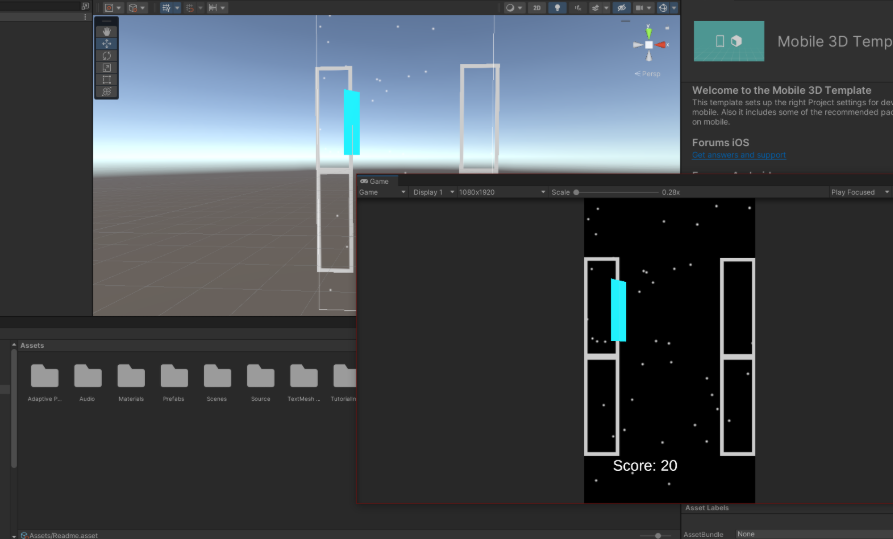 2D
Persp
Mobile 3D Temp
Welcome to the Mobile 3D Template
This template sets up the right Project settings for dev
mobile. Also it includes some of the recommended pac
on mobile.
Forums iOS
Get answers and support
Game
Game Display 1 1080x1920 Scale 0.28x Play Focused
Assets
Adaptive P... Audio Materials Prefabs Scenes Source TextMesh ... TutorialIn
Score: 20
Asset Labels
AssetBundle None
Assets/Readme.asset